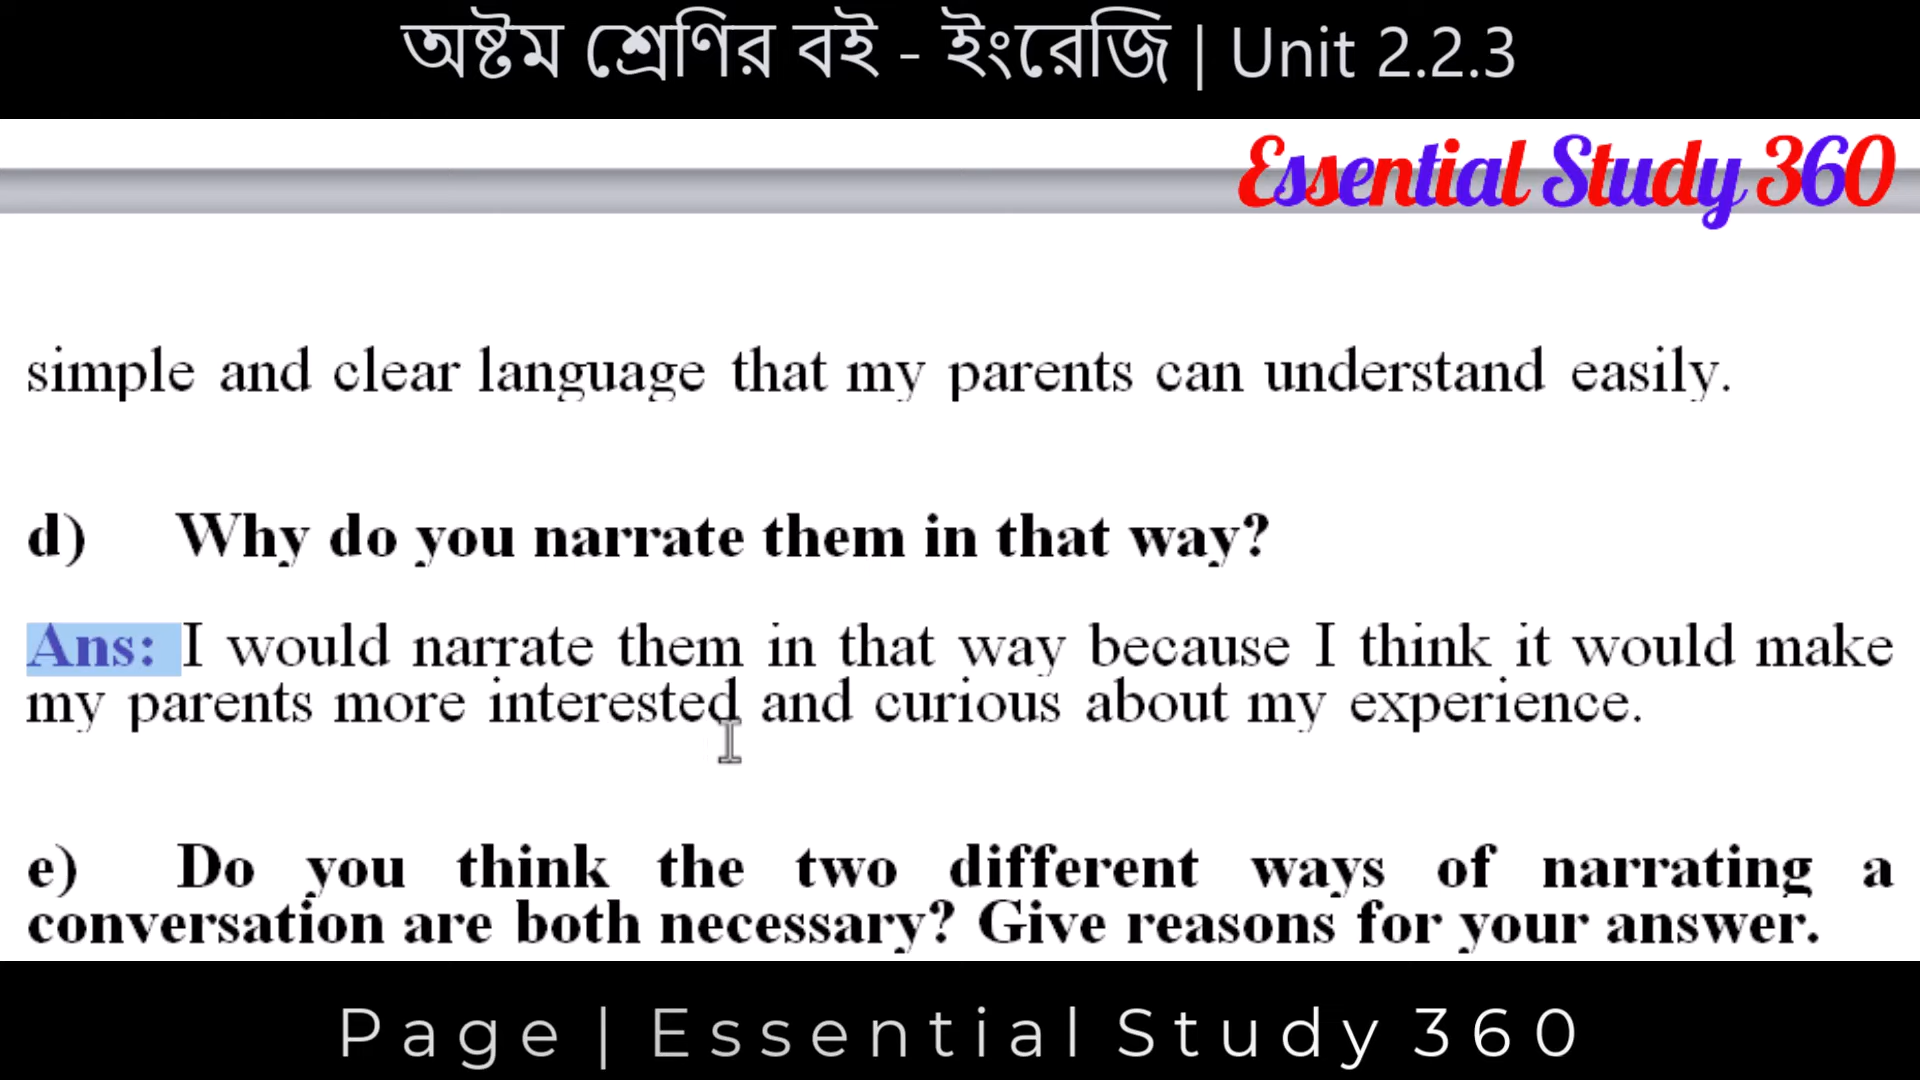 অষ্টম শ্রেণির বই - ইংরেজি | Unit 2.2.3
Essential Study 360
simple and clear language that my parents can understand easily.
d) Why do you narrate them in that way?
Ans: I would narrate them in that way because I think it would make
my parents more interested and curious about my experience.
e) Do you think the two different ways of narrating a
conversation are both necessary? Give reasons for your answer.
Page | Essential Study 360